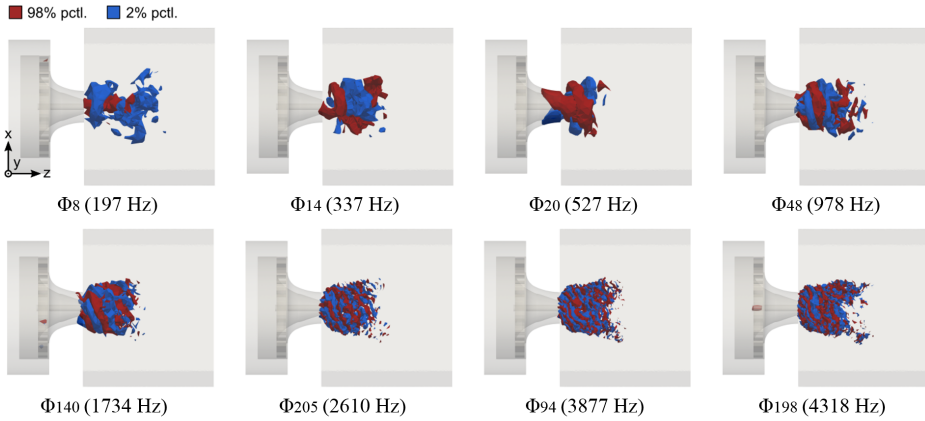 98% pctl. 2% pctl.
x
y
z
Φ8 (197 Hz) Φ14 (337 Hz) Φ20 (527 Hz) Φ48 (978 Hz)
Φ140 (1734 Hz) Φ205 (2610 Hz) Φ94 (3877 Hz) Φ198 (4318 Hz)